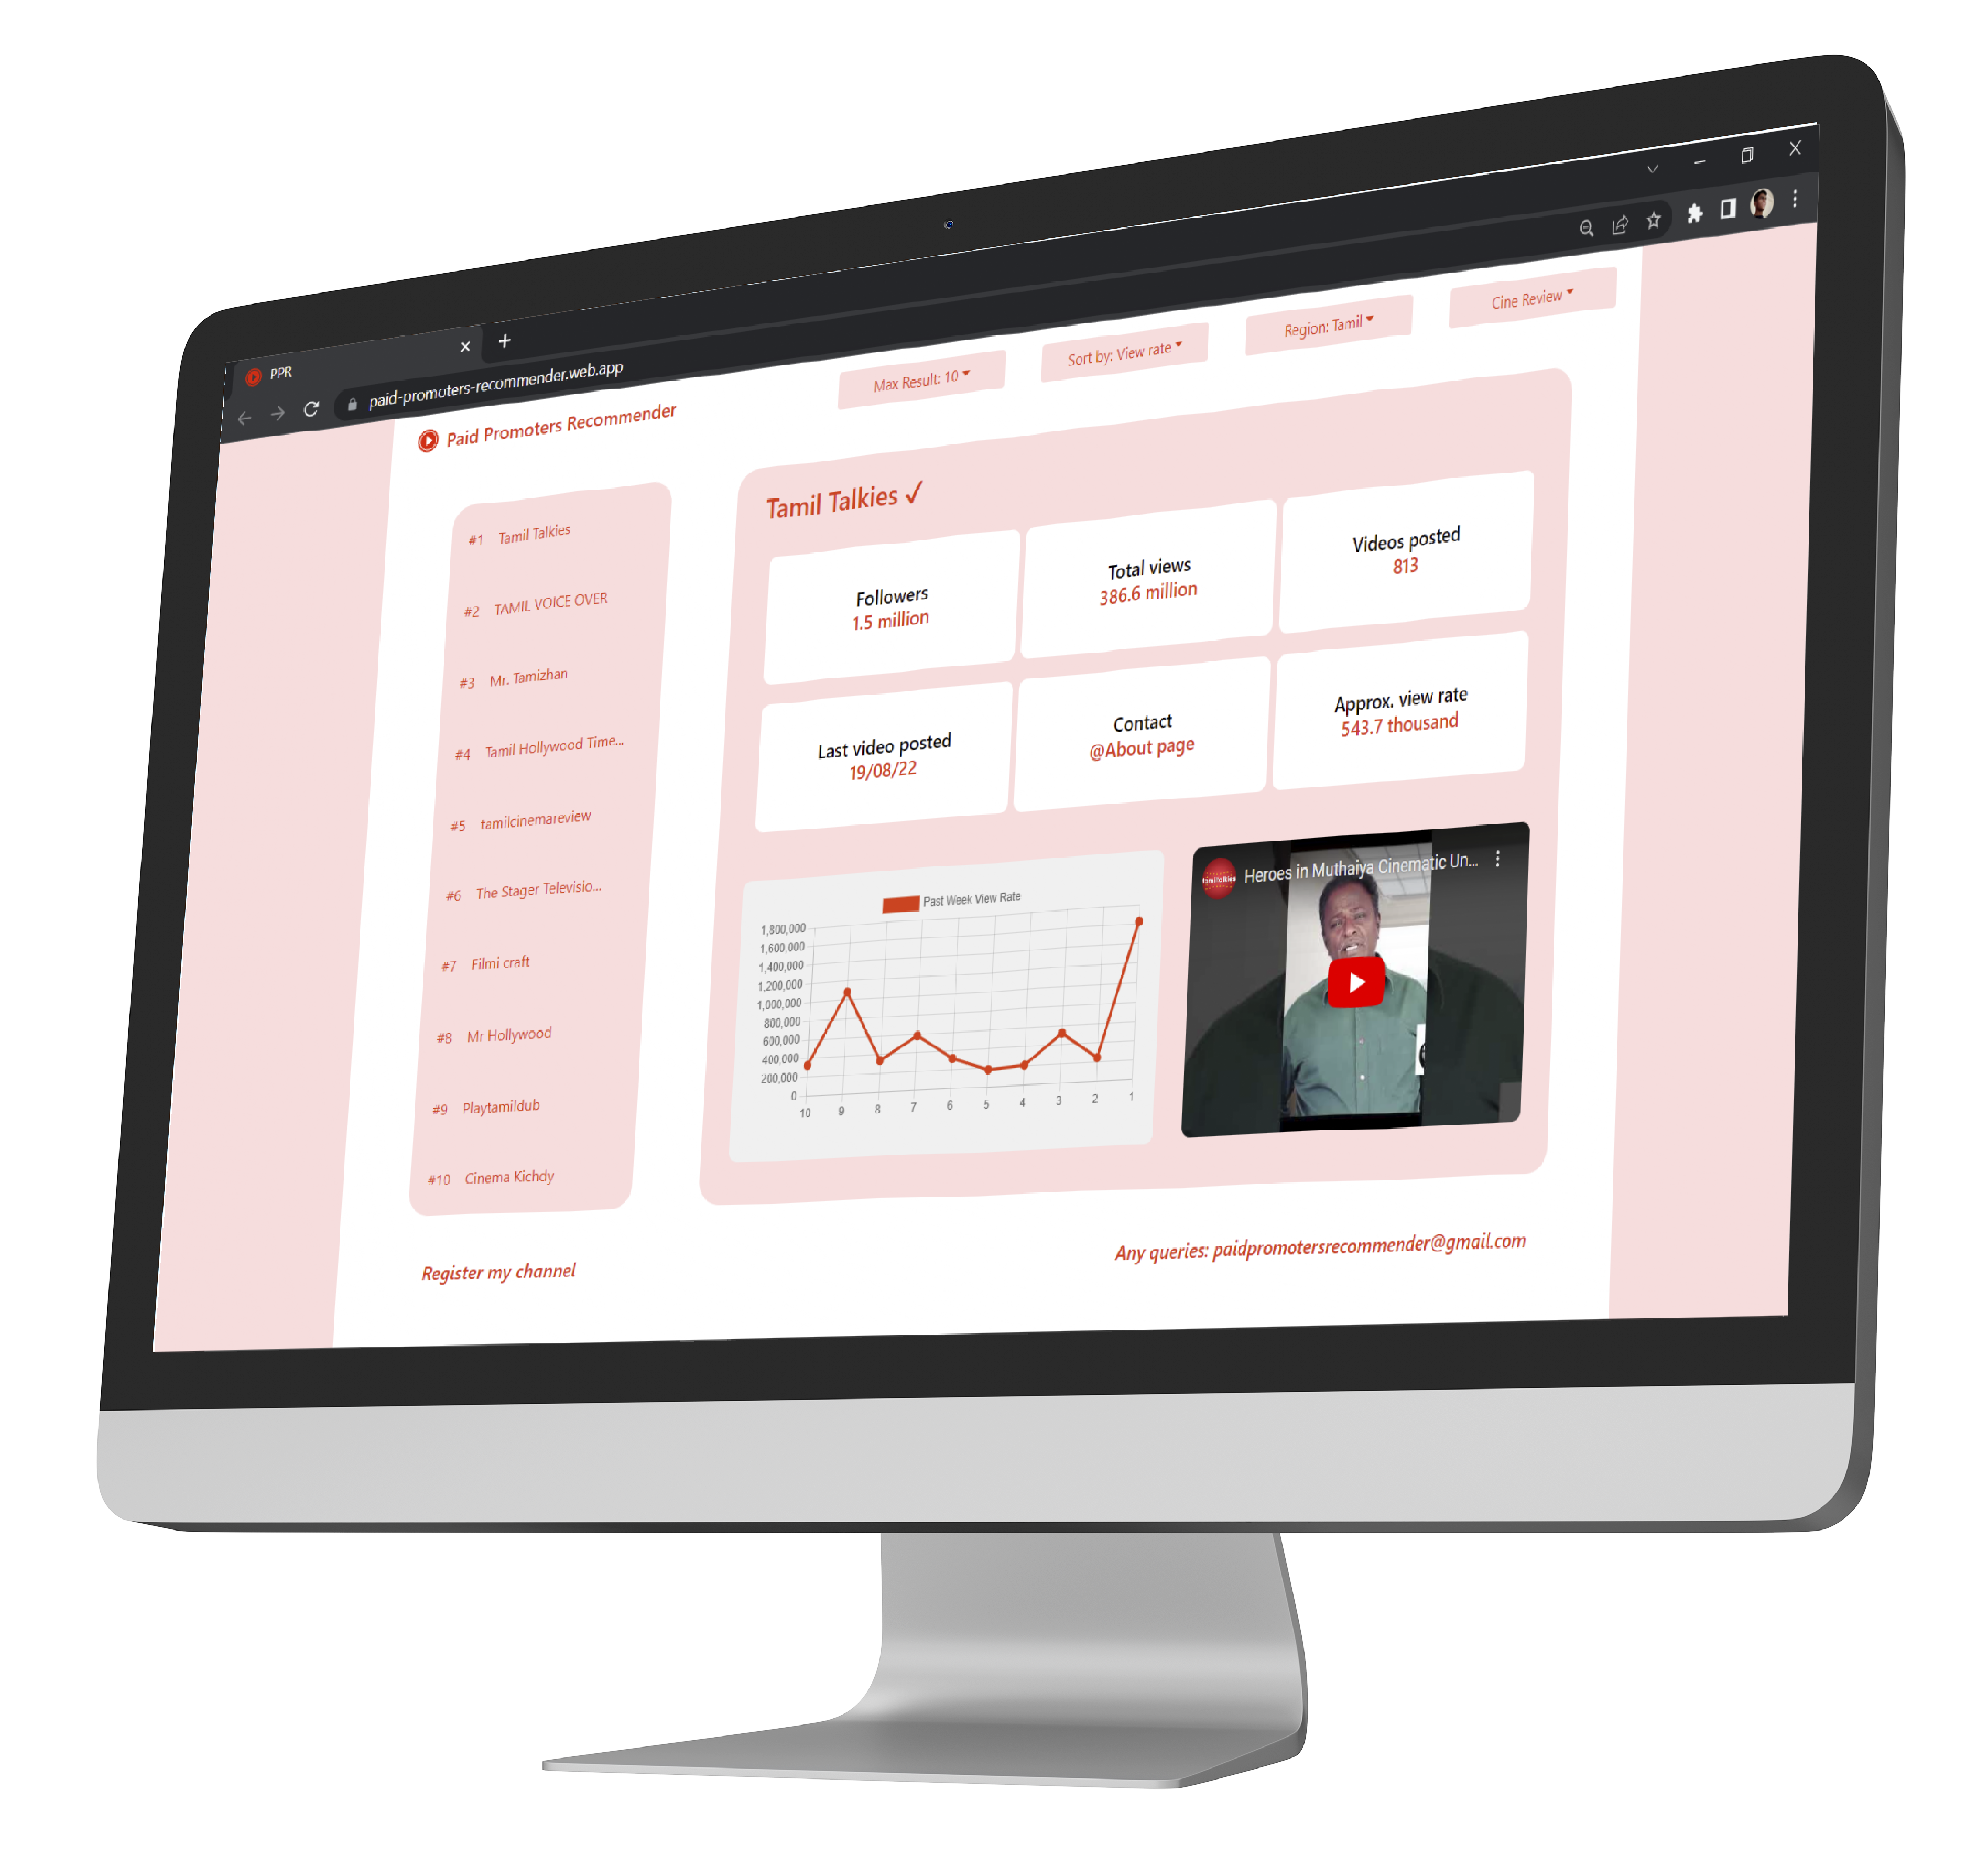 PPR
paid-promoters-recommender.web.app
Paid Promoters Recommender
Max Result: 10
Sort by: View rate
Region: Tamil
Cine Review
#1 Tamil Talkies
#2 TAMIL VOICE OVER
#3 Mr. Tamizhan
#4 Tamil Hollywood Time...
#5 tamilcinemareview
#6 The Stager Televisio...
#7 Filmi craft
#8 Mr Hollywood
#9 Playtamildub
#10 Cinema Kichdy
Register my channel
Tamil Talkies ✓
Followers
1.5 million
Total views
386.6 million
Videos posted
813
Last video posted
19/08/22
Contact
@About page
Approx. view rate
543.7 thousand
Past Week View Rate
1,800,000
1,600,000
1,400,000
1,200,000
1,000,000
800,000
600,000
400,000
200,000
0
10 9 8 7 6 5 4 3 2 1
tamiltalkies
Heroes in Muthaiya Cinematic Un...
Any queries: paidpromotersrecommender@gmail.com